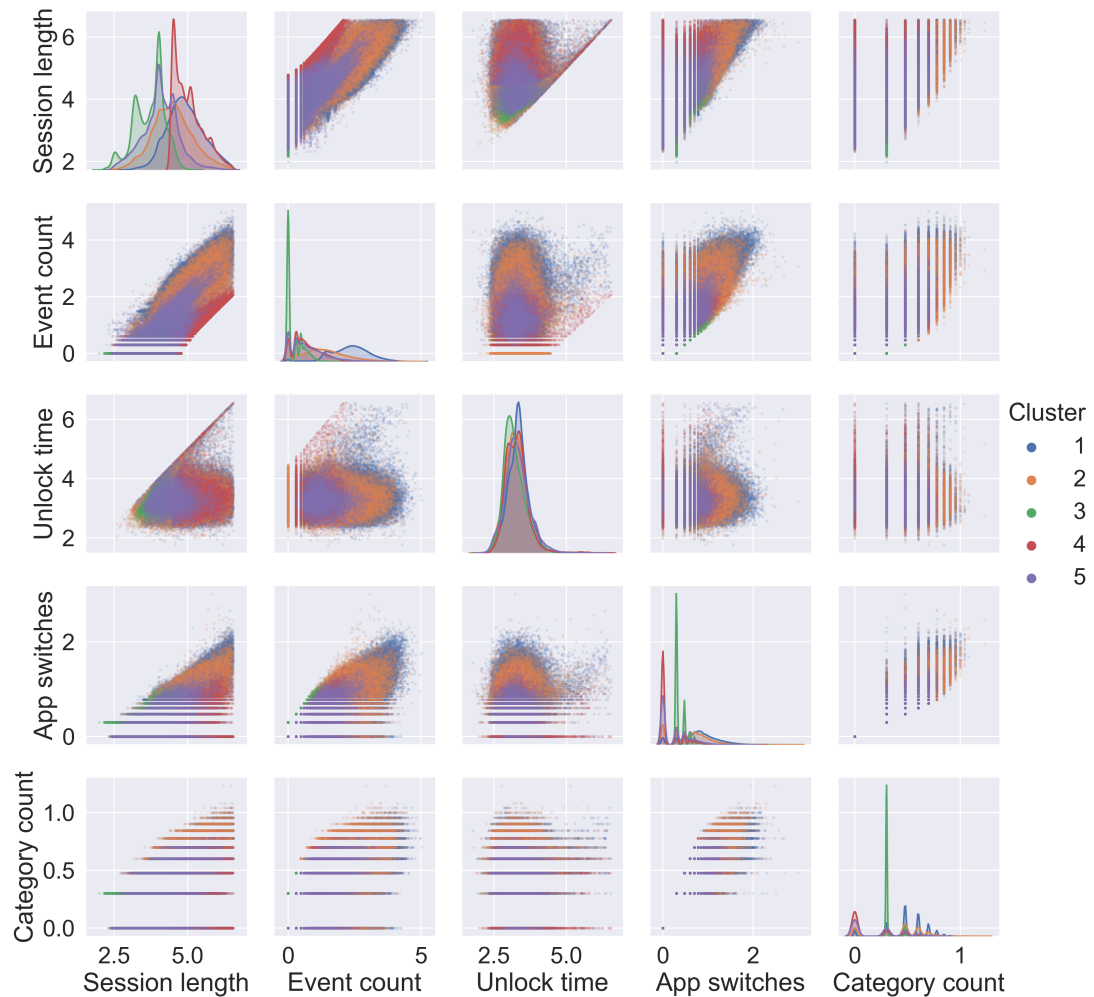 Session length
6
4
2
Event count
4
2
0
Unlock time
6
4
2
App switches
2
0
Category count
1.0
0.5
0.0
2.5 5.0 0 5 2.5 5.0 0 2 0 1
Session length Event count Unlock time App switches Category count
Cluster
1
2
3
4
5